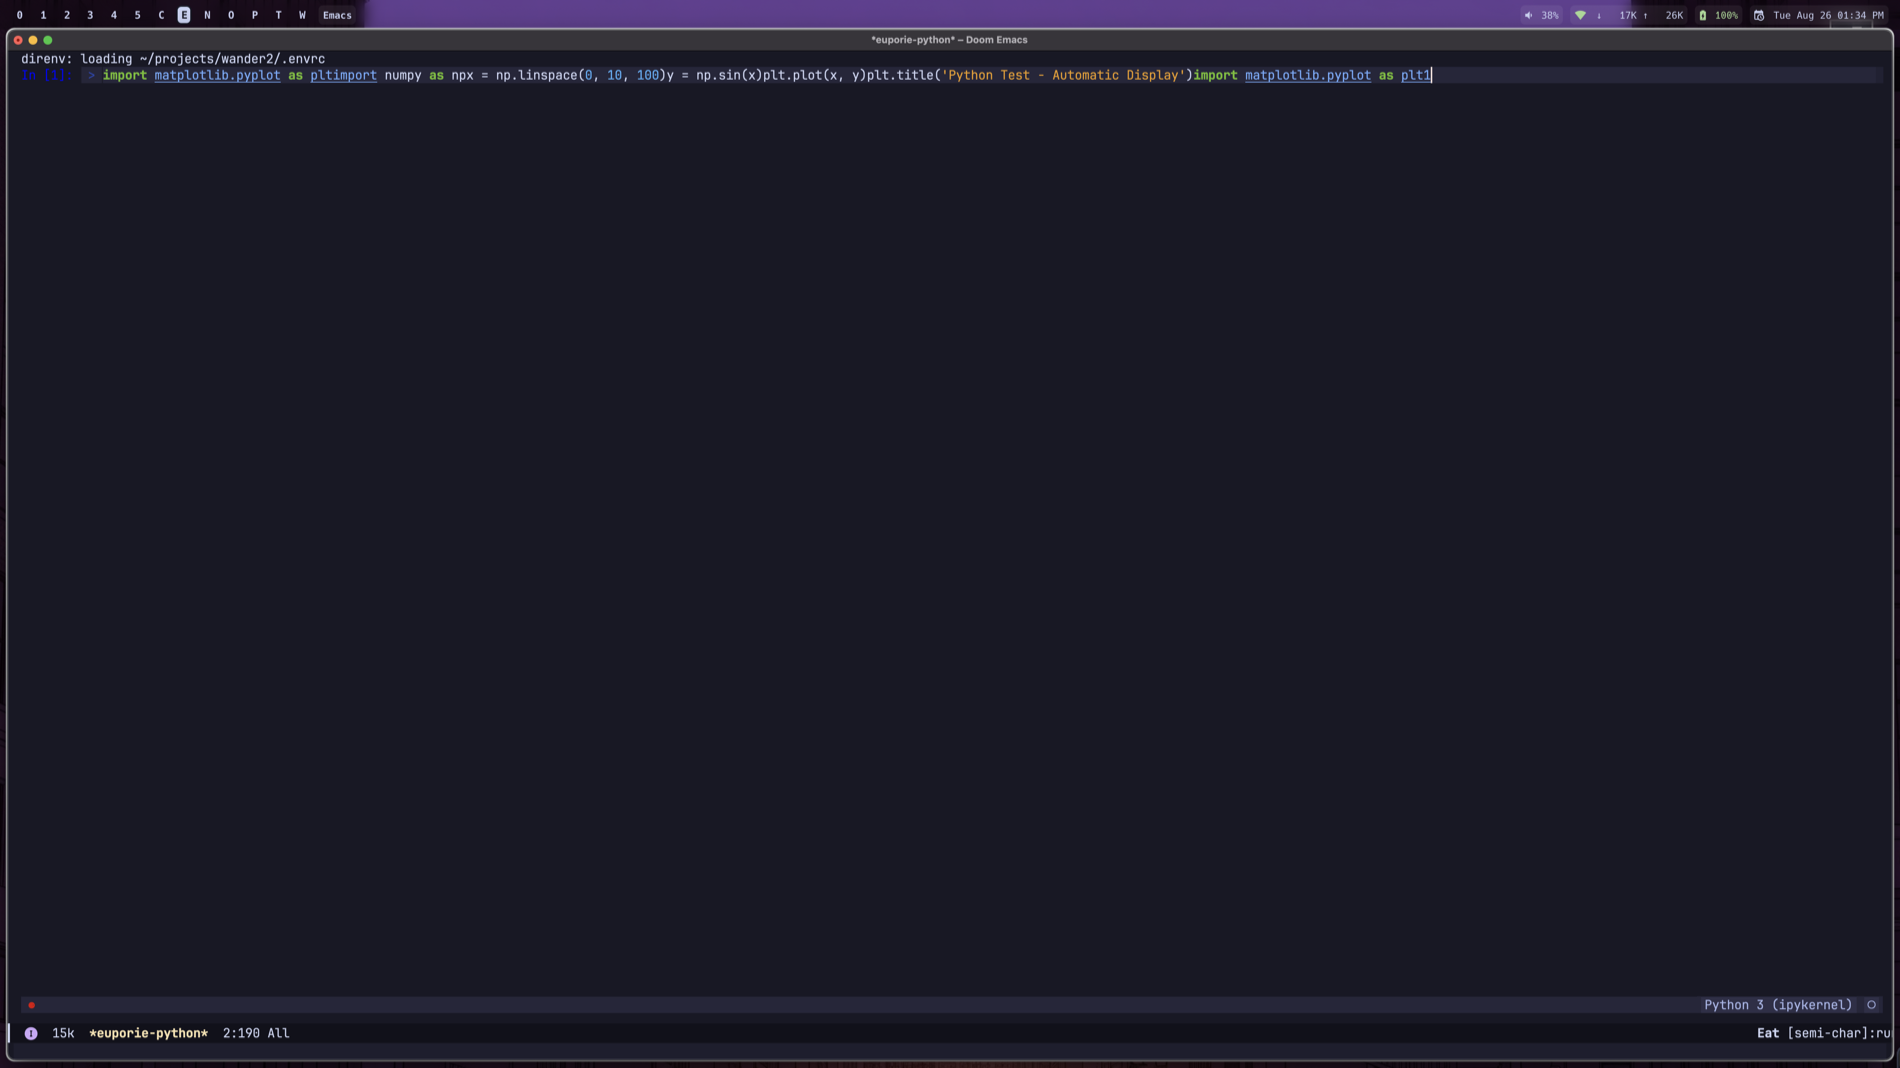 0 1 2 3 4 5 C E N O P T W Emacs 38% ↓ 17K ↑ 26K 100% Tue Aug 26 01:34 PM
*euporie-python* – Doom Emacs
direnv: loading ~/projects/wander2/.envrc
In [1]: > import matplotlib.pyplot as pltimport numpy as npx = np.linspace(0, 10, 100)y = np.sin(x)plt.plot(x, y)plt.title('Python Test - Automatic Display')import matplotlib.pyplot as plt1
Python 3 (ipykernel)
I 15k *euporie-python* 2:190 All Eat [semi-char]:ru